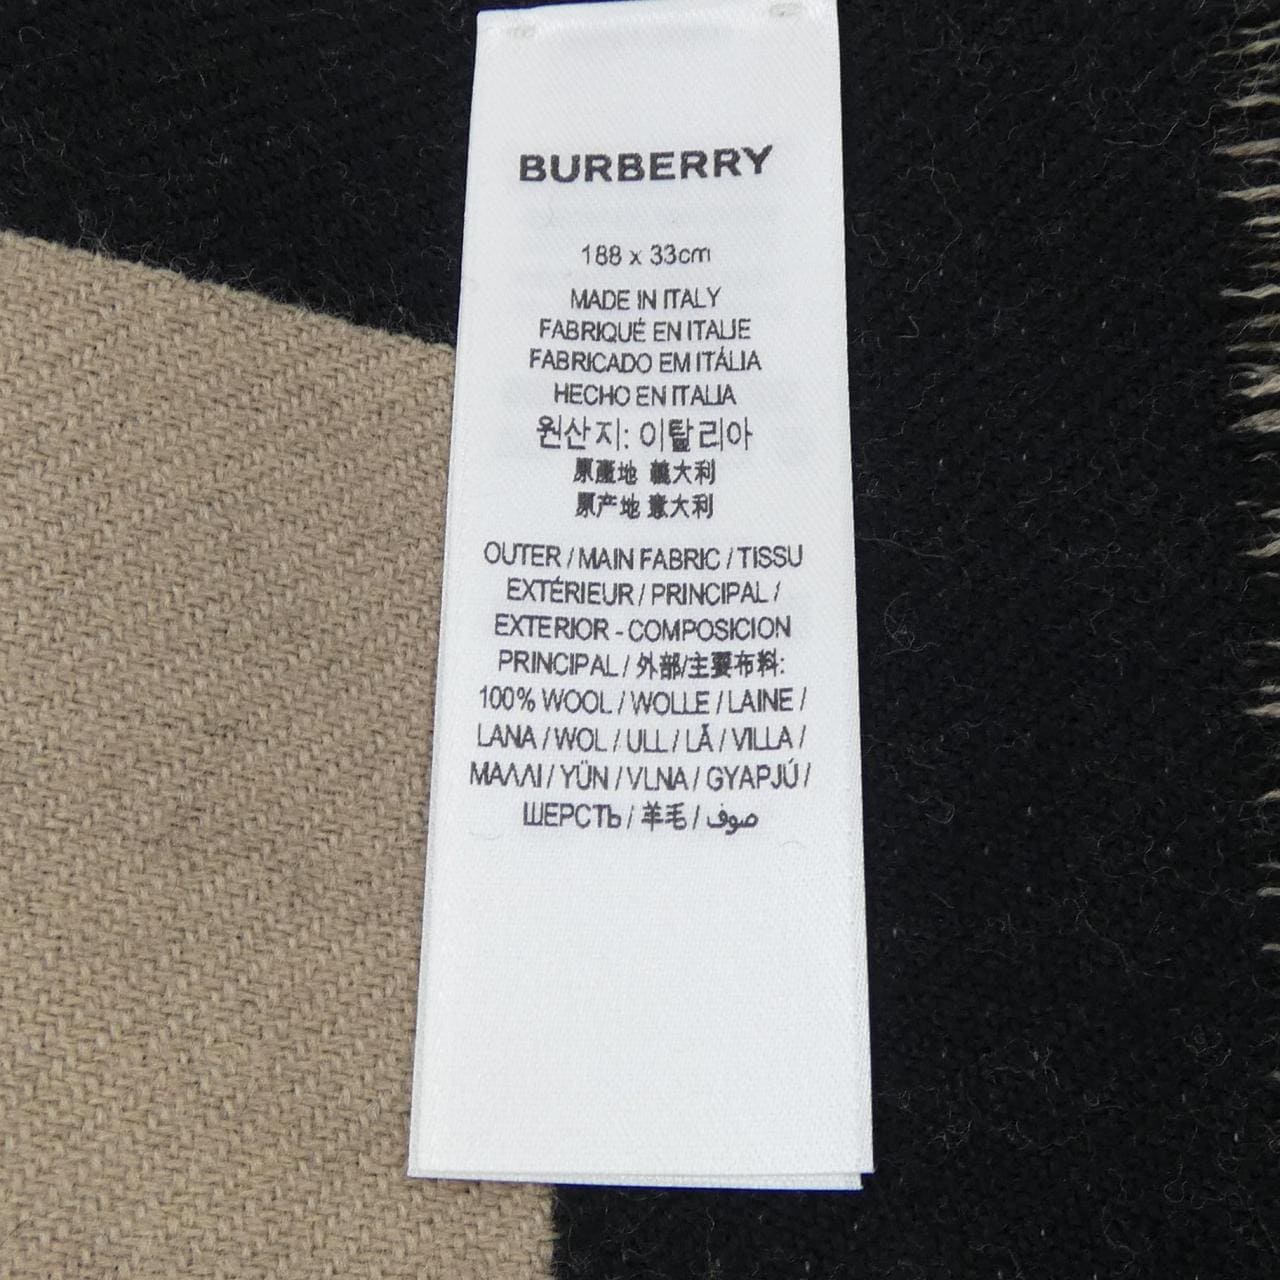 BURBERRY
188 x 33cm
MADE IN ITALY
FABRIQUÉ EN ITALIE
FABRICADO EM ITÁLIA
HECHO EN ITALIA
원산지: 이탈리아
原產地 義大利
原产地 意大利
OUTER / MAIN FABRIC / TISSU
EXTÉRIEUR / PRINCIPAL /
EXTERIOR - COMPOSICION
PRINCIPAL / 外部/主要布料:
100% WOOL / WOLLE / LAINE /
LANA / WOL / ULL / LÃ / VILLA /
ΜΑΛΛΙ / YÜN / VLNA / GYAPJÚ /
ШЕРСТЬ / 羊毛 / صوف